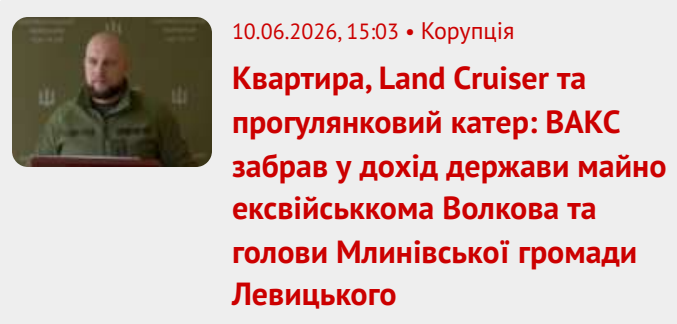 10.06.2026, 15:03 • Корупція
Квартира, Land Cruiser та
прогулянковий катер: ВАКС
забрав у дохід держави майно
ексвійськкома Волкова та
голови Млинівської громади
Левицького